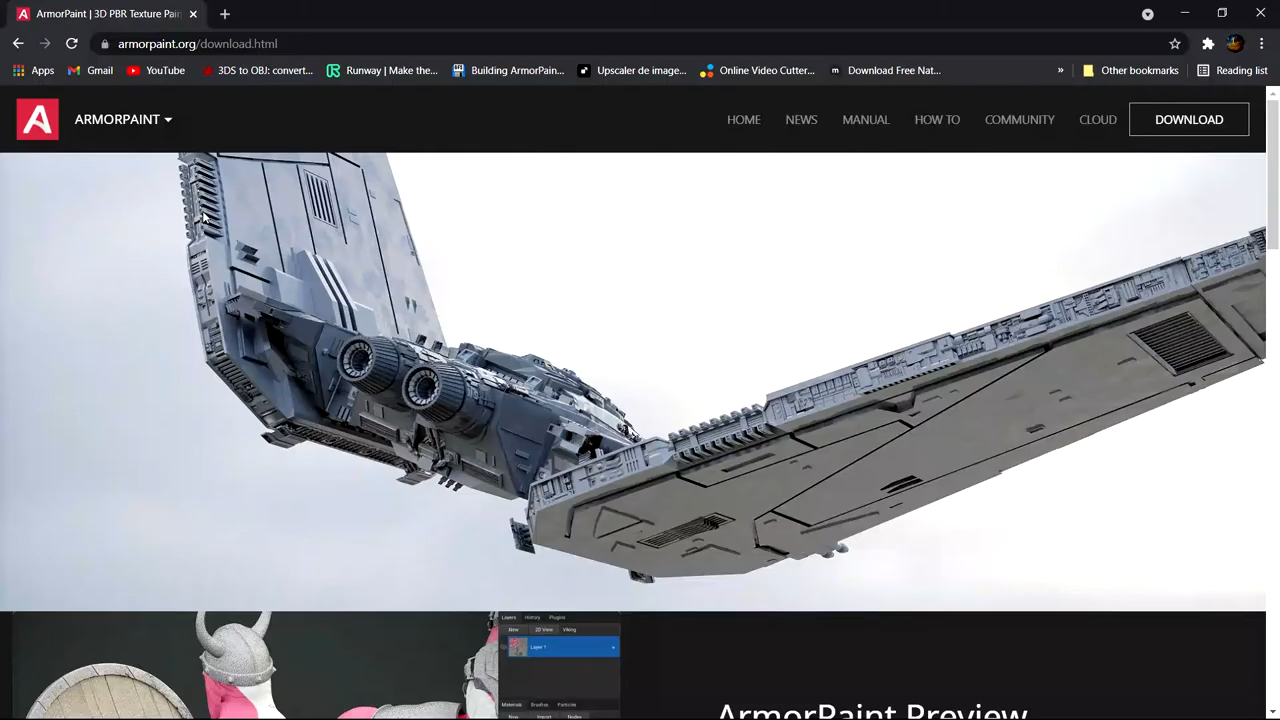 ArmorPaint | 3D PBR Texture Pain
armorpaint.org/download.html
Apps Gmail YouTube 3DS to OBJ: convert... Runway | Make the... Building ArmorPain... Upscaler de image... Online Video Cutter... Download Free Nat... » Other bookmarks Reading list
ARMORPAINT HOME NEWS MANUAL HOW TO COMMUNITY CLOUD DOWNLOAD
Layers History Plugins
New 2D View Viking
Layer 1
Materials Brushes Particles
New Import Nodes
ArmorPaint Preview